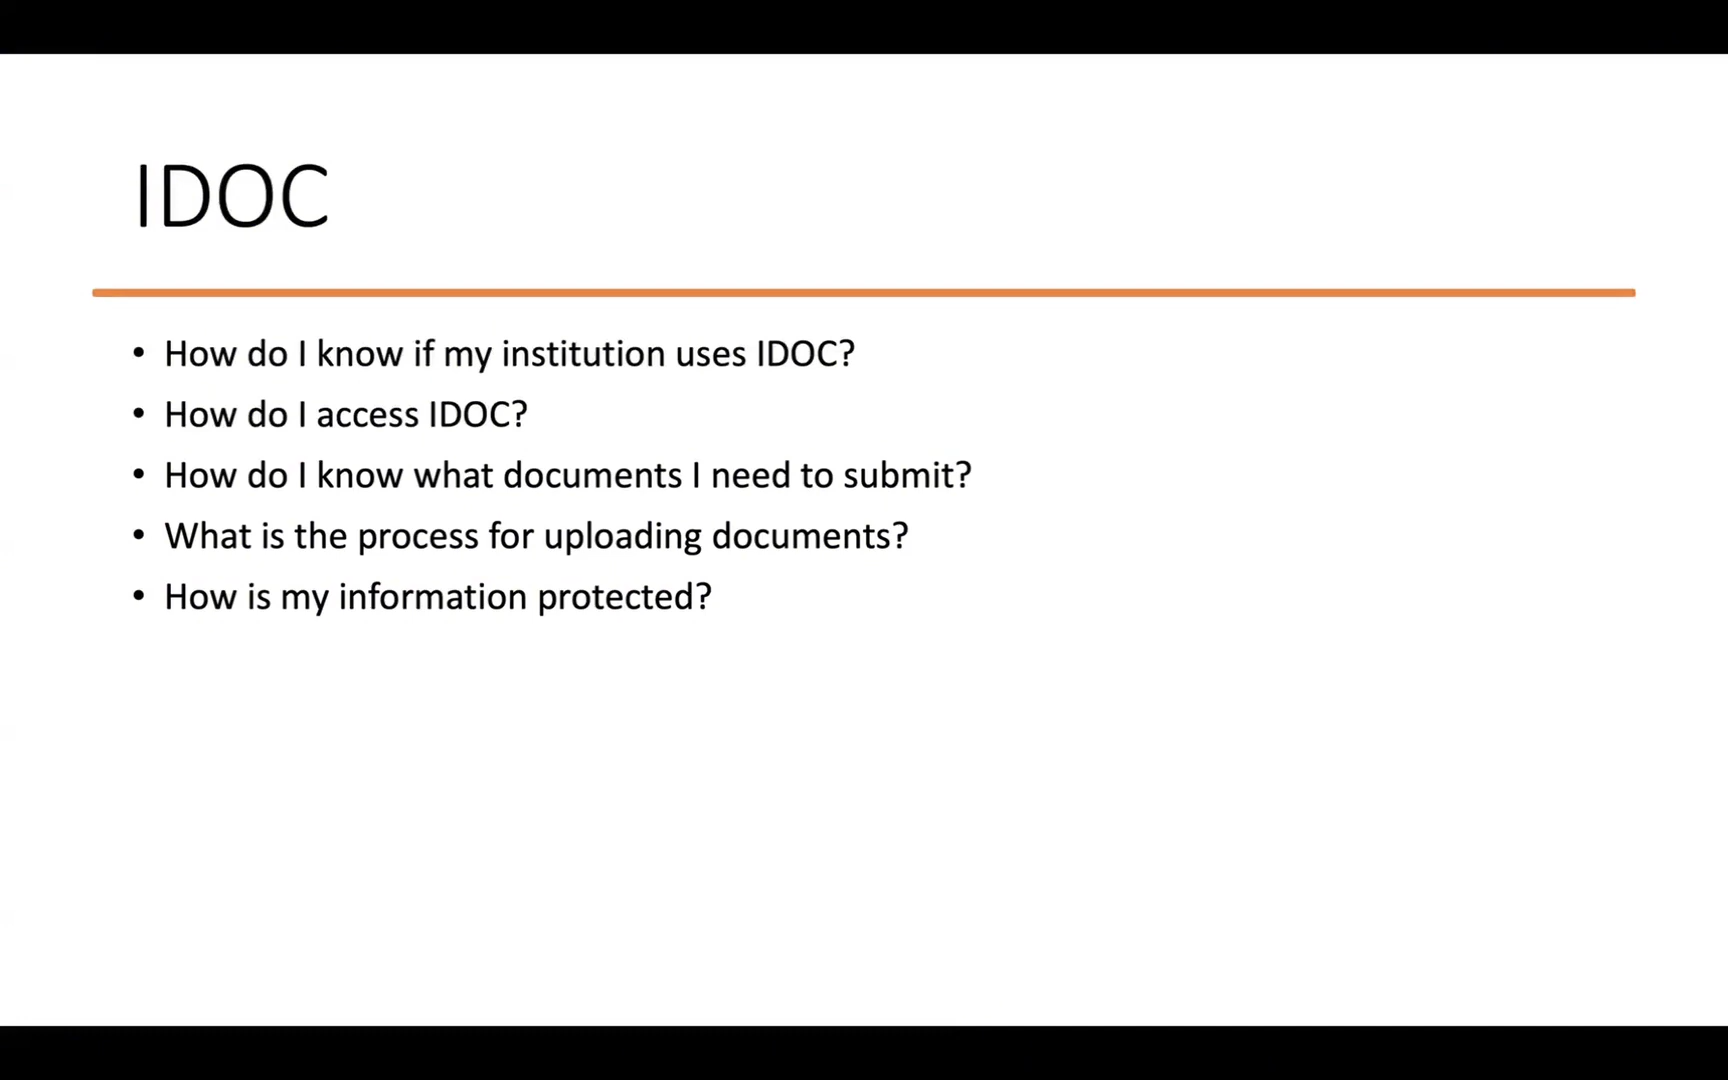 IDOC
• How do I know if my institution uses IDOC?
• How do I access IDOC?
• How do I know what documents I need to submit?
• What is the process for uploading documents?
• How is my information protected?